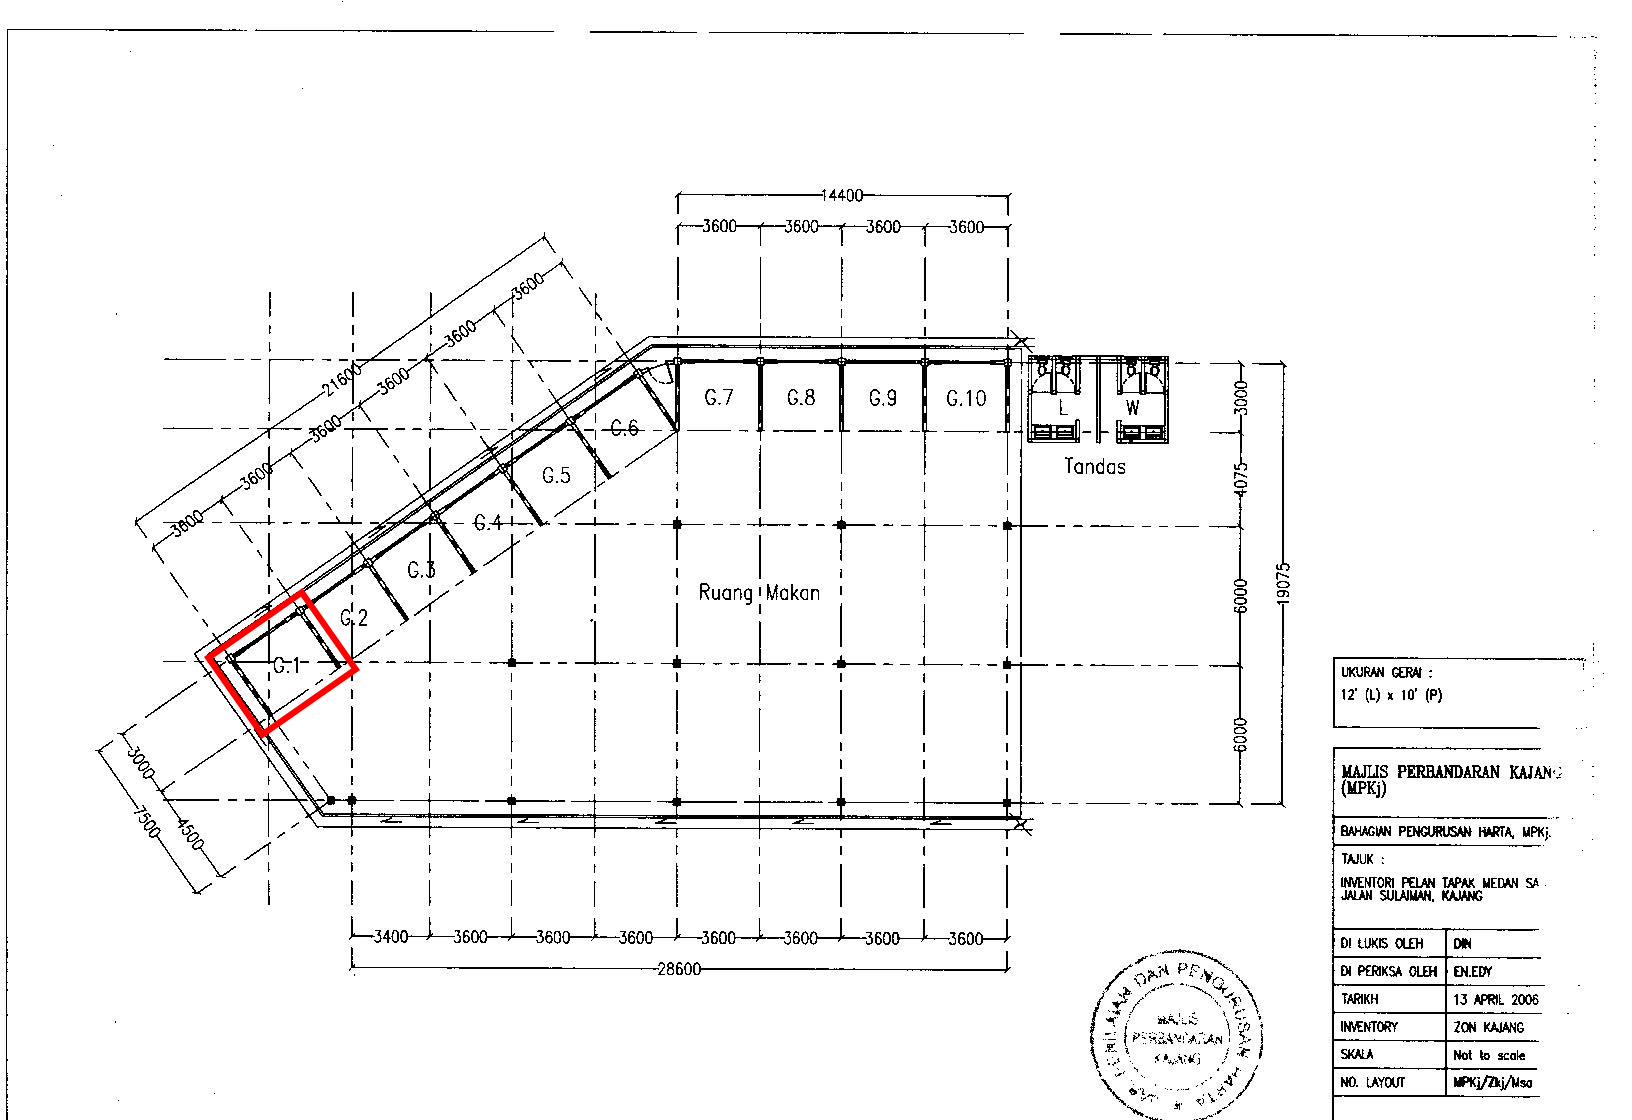 14400
3600 3600 3600 3600
21600
3600
3600
3600
3600
3600
3600
G.1
G.2
G.3
G.4
G.5
G.6
G.7
G.8
G.9
G.10
L
W
Tandas
Ruang Makan
3000
4075
6000
6000
19075
3000
4500
7500
3400 3600 3600 3600 3600 3600 3600 3600
28600
UKURAN GERAI :
12' (L) x 10' (P)
MAJLIS PERBANDARAN KAJANG
(MPKj)
BAHAGIAN PENGURUSAN HARTA, MPKj.
TAJUK :
INVENTORI PELAN TAPAK MEDAN SA
JALAN SULAIMAN, KAJANG
DI LUKIS OLEH DIN
DI PERIKSA OLEH EN.EDY
TARIKH 13 APRIL 2006
INVENTORY ZON KAJANG
SKALA Not to scale
NO. LAYOUT MPKj/Zkj/Msa
PENILAIAN DAN PENGURUSAN HARTA
MAJLIS
PERBANDARAN
KAJANG